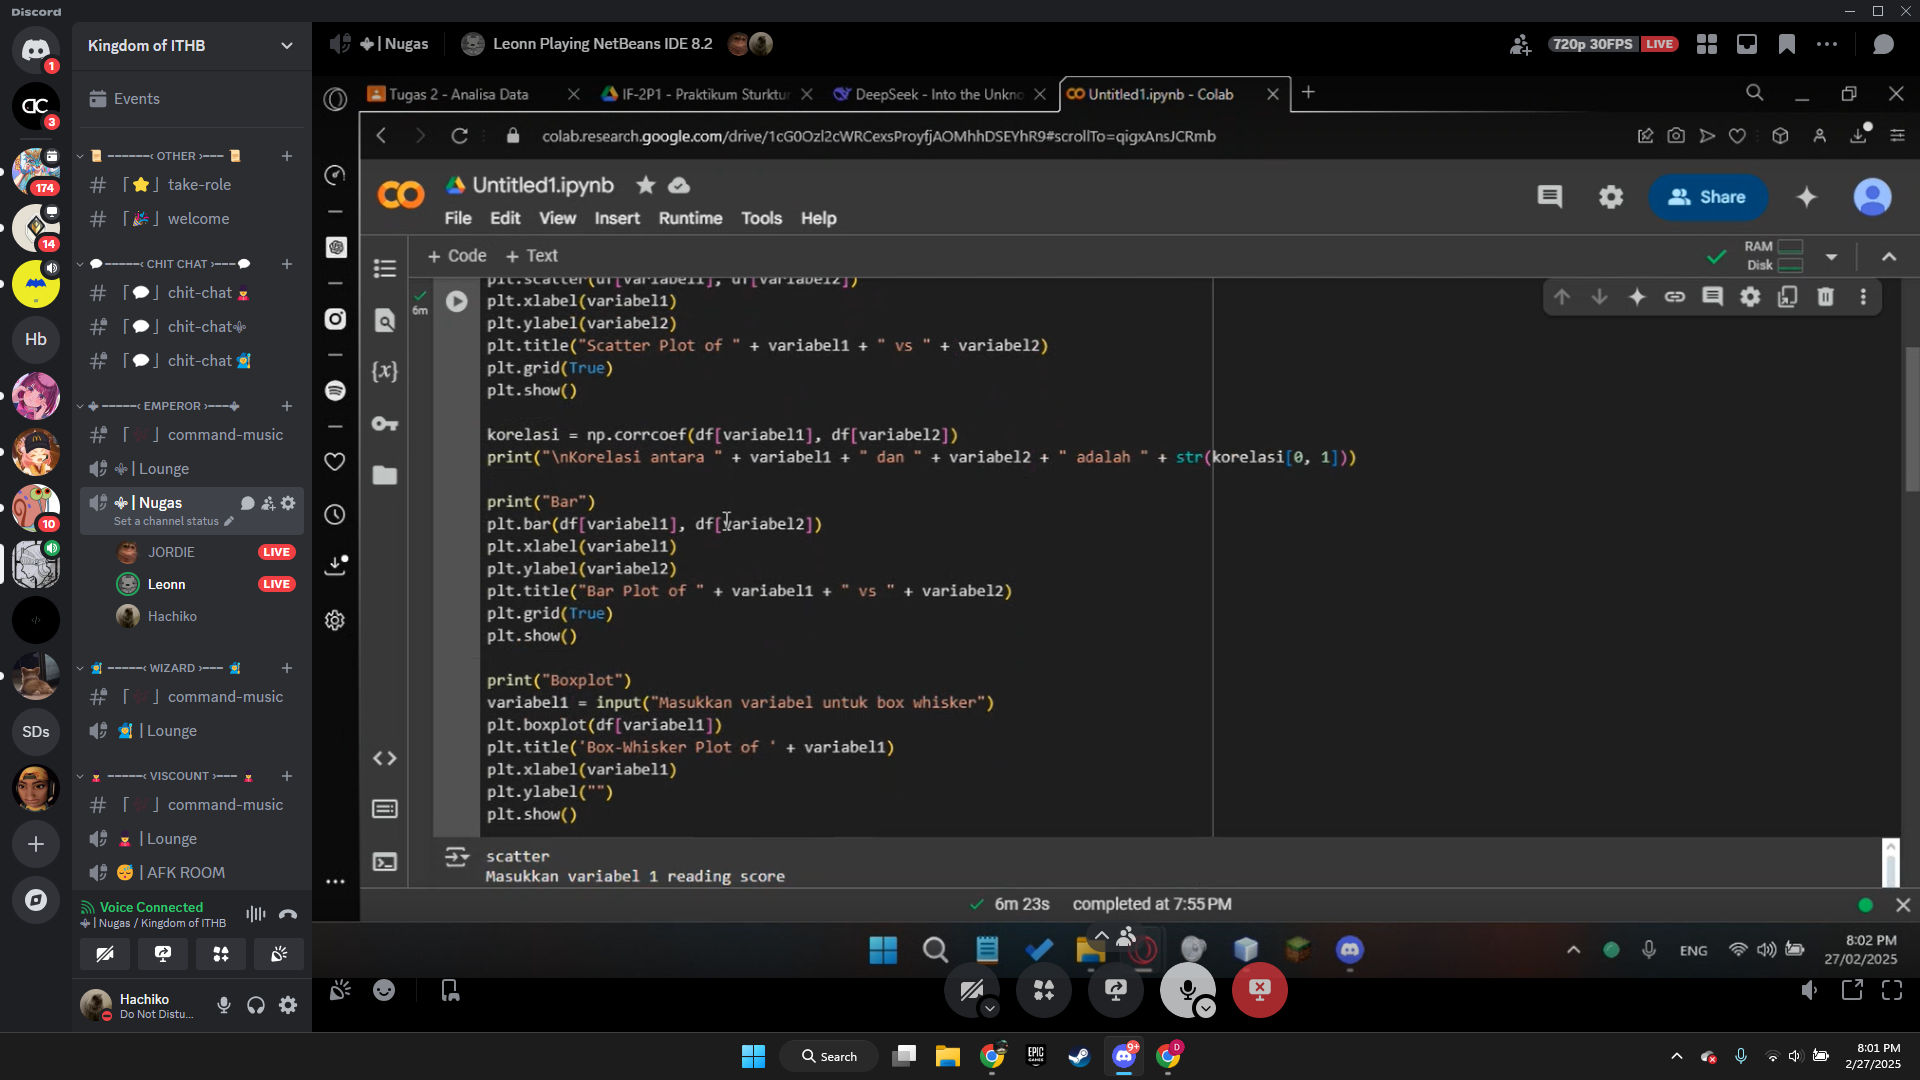 Discord
Kingdom of ITHB
Events
------‹ OTHER ›---
「⭐」 take-role
「🎉」 welcome
-----‹ CHIT CHAT ›---
「💬」 chit-chat
「💬」 chit-chat
「💬」 chit-chat
-----‹ EMPEROR ›---
「 」 command-music
| Lounge
| Nugas
Set a channel status
JORDIE LIVE
Leonn LIVE
Hachiko
-----‹ WIZARD ›---
「 」 command-music
| Lounge
-----‹ VISCOUNT ›---
「 」 command-music
| Lounge
| AFK ROOM
Voice Connected
| Nugas / Kingdom of ITHB
Hachiko
Do Not Distu...
1
3
174
14
Hb
10
SDs
| Nugas
Leonn Playing NetBeans IDE 8.2
720p 30FPS LIVE
Tugas 2 - Analisa Data
IF-2P1 - Praktikum Sturktur
DeepSeek - Into the Unkno
Untitled1.ipynb - Colab
colab.research.google.com/drive/1cG0Ozl2cWRCexsProyfjAOMhhDSEYhR9#scrollTo=qigxAnsJCRmb
Untitled1.ipynb
File Edit View Insert Runtime Tools Help
Share
+ Code + Text
RAM
Disk
6m
plt.scatter(df[variabel1], df[variabel2])
plt.xlabel(variabel1)
plt.ylabel(variabel2)
plt.title("Scatter Plot of " + variabel1 + " vs " + variabel2)
plt.grid(True)
plt.show()
korelasi = np.corrcoef(df[variabel1], df[variabel2])
print("\nKorelasi antara " + variabel1 + " dan " + variabel2 + " adalah " + str(korelasi[0, 1]))
print("Bar")
plt.bar(df[variabel1], df[variabel2])
plt.xlabel(variabel1)
plt.ylabel(variabel2)
plt.title("Bar Plot of " + variabel1 + " vs " + variabel2)
plt.grid(True)
plt.show()
print("Boxplot")
variabel1 = input("Masukkan variabel untuk box whisker")
plt.boxplot(df[variabel1])
plt.title('Box-Whisker Plot of ' + variabel1)
plt.xlabel(variabel1)
plt.ylabel("")
plt.show()
scatter
Masukkan variabel 1 reading score
6m 23s completed at 7:55 PM
ENG
8:02 PM
27/02/2025
Search
EPIC GAMES
9+
D
8:01 PM
2/27/2025